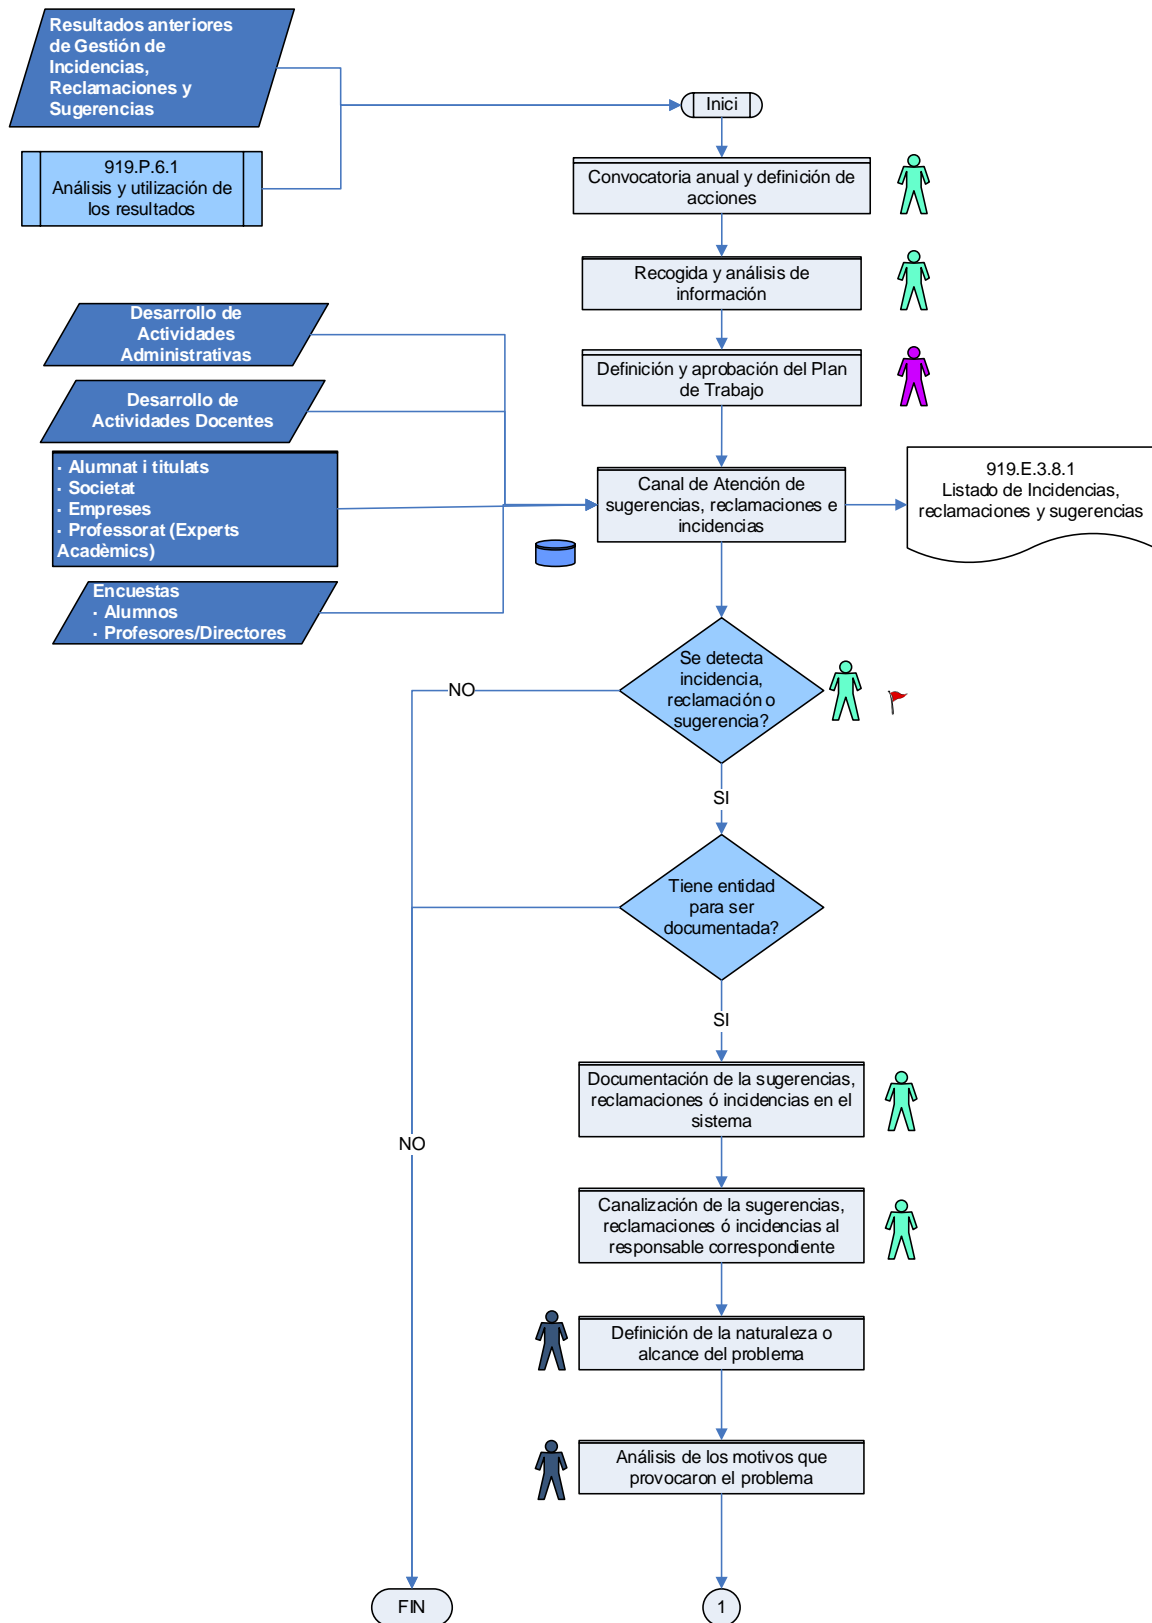 Resultados anteriores
de Gestión de
Incidencias,
Reclamaciones y
Sugerencias
Inici
919.P.6.1
Análisis y utilización de
los resultados
Convocatoria anual y definición de
acciones
Recogida y análisis de
información
Desarrollo de
Actividades
Administrativas
Definición y aprobación del Plan
de Trabajo
Desarrollo de
Actividades Docentes
· Alumnat i titulats
· Societat
· Empreses
· Professorat (Experts
Acadèmics)
Canal de Atención de
sugerencias, reclamaciones e
incidencias
919.E.3.8.1
Listado de Incidencias,
reclamaciones y sugerencias
Encuestas
· Alumnos
· Profesores/Directores
Se detecta
incidencia,
reclamación o
sugerencia?
NO
SI
Tiene entidad
para ser
documentada?
SI
NO
Documentación de la sugerencias,
reclamaciones ó incidencias en el
sistema
Canalización de la sugerencias,
reclamaciones ó incidencias al
responsable correspondiente
Definición de la naturaleza o
alcance del problema
Análisis de los motivos que
provocaron el problema
FIN
1